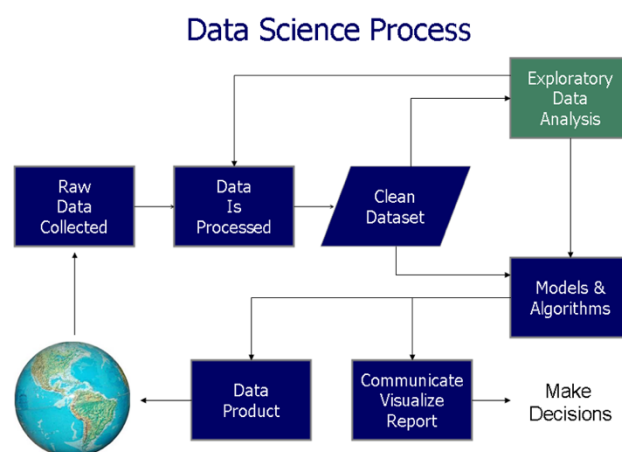 Data Science Process
Exploratory
Data
Analysis
Raw
Data
Collected
Data
Is
Processed
Clean
Dataset
Models &
Algorithms
Data
Product
Communicate
Visualize
Report
Make
Decisions